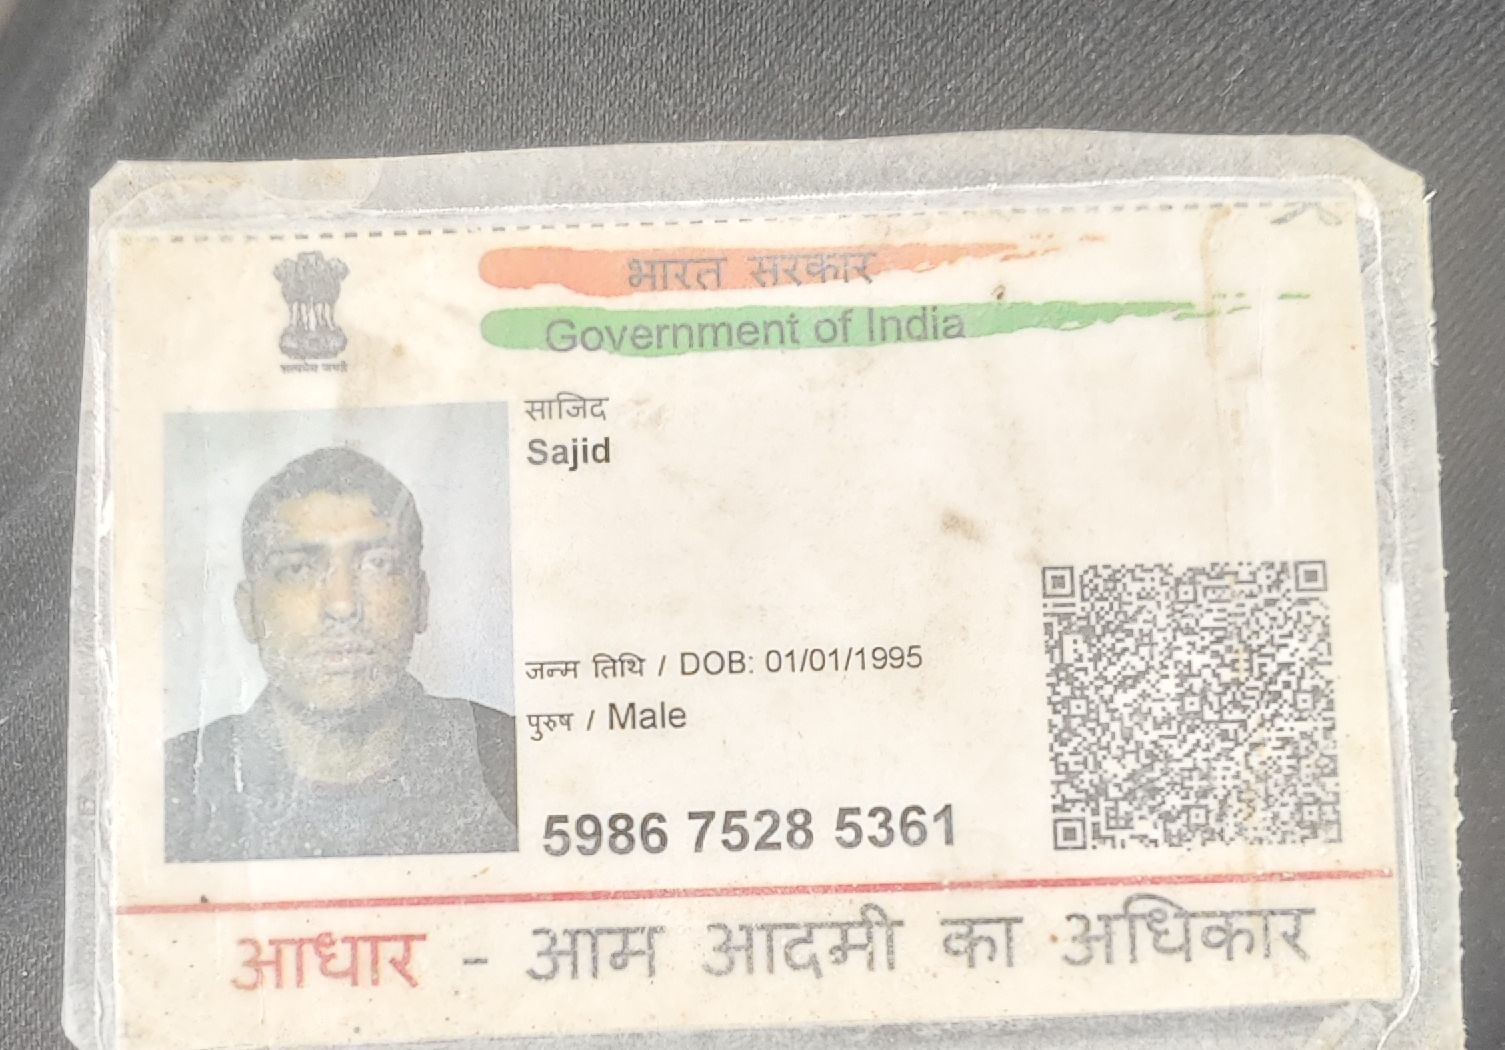 भारत सरकार
Government of India
सत्यमेव जयते
साजिद
Sajid
जन्म तिथि / DOB: 01/01/1995
पुरुष / Male
5986 7528 5361
आधार - आम आदमी का अधिकार